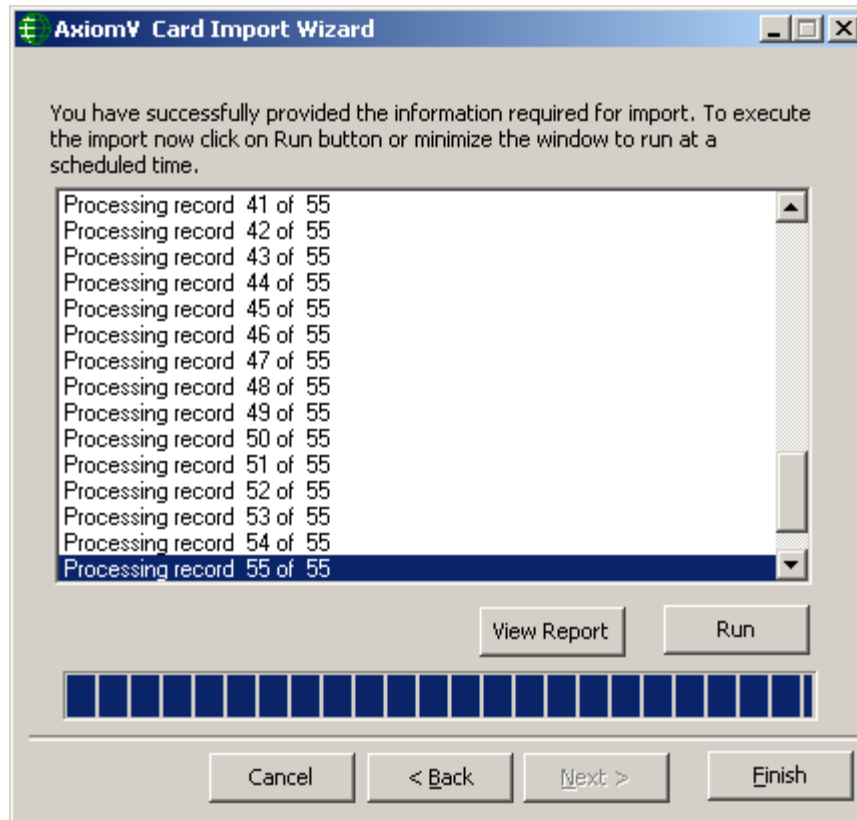 AxiomV Card Import Wizard
You have successfully provided the information required for import. To execute
the import now click on Run button or minimize the window to run at a
scheduled time.
Processing record 41 of 55
Processing record 42 of 55
Processing record 43 of 55
Processing record 44 of 55
Processing record 45 of 55
Processing record 46 of 55
Processing record 47 of 55
Processing record 48 of 55
Processing record 49 of 55
Processing record 50 of 55
Processing record 51 of 55
Processing record 52 of 55
Processing record 53 of 55
Processing record 54 of 55
Processing record 55 of 55
View Report Run
Cancel < Back Next > Finish